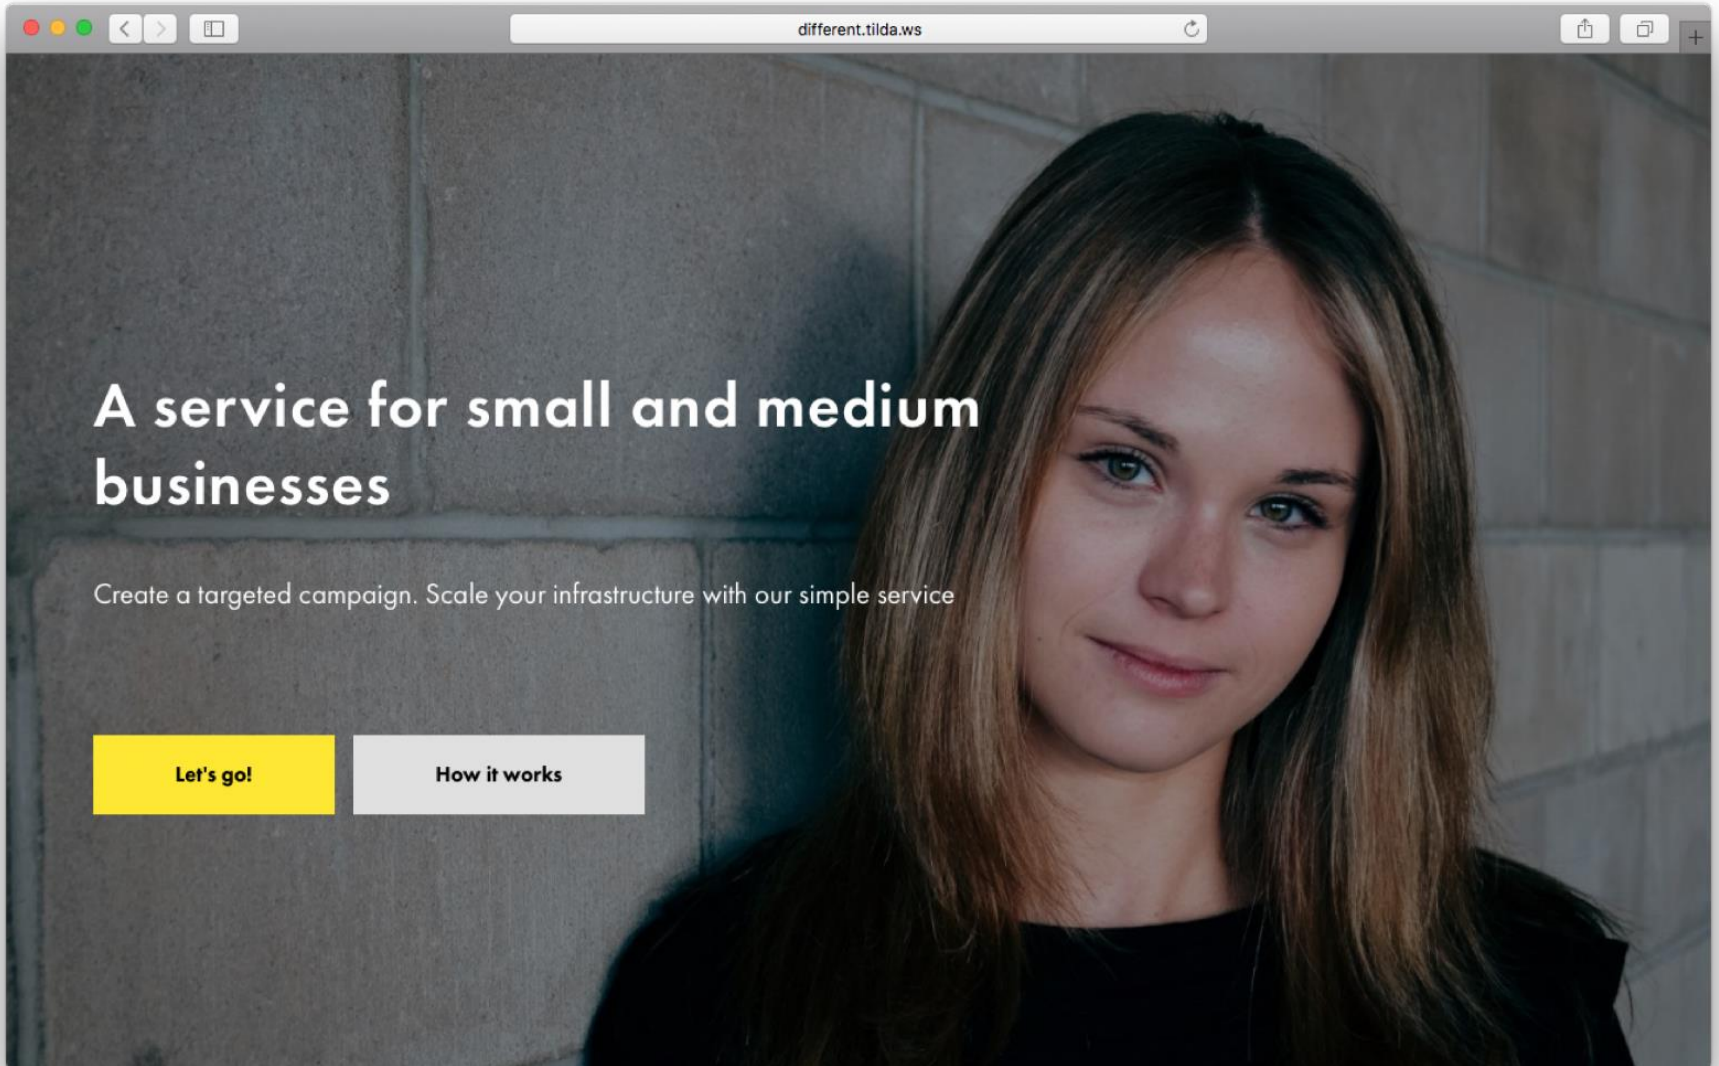 different.tilda.ws
A service for small and medium
businesses
Create a targeted campaign. Scale your infrastructure with our simple service
Let's go!
How it works